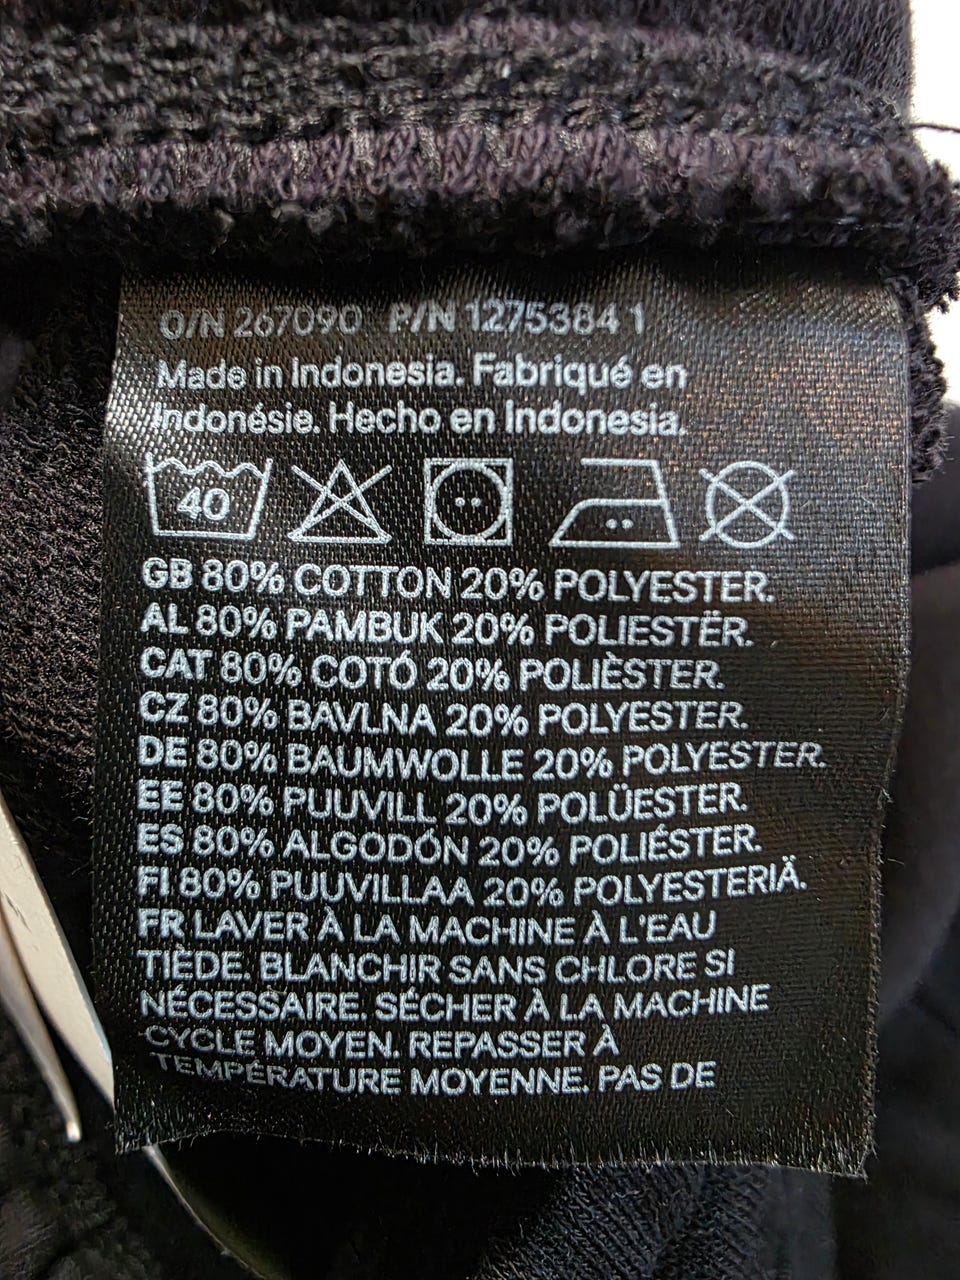 O/N 267090 P/N 1275384 1
Made in Indonesia. Fabriqué en
Indonésie. Hecho en Indonesia.
40
GB 80% COTTON 20% POLYESTER.
AL 80% PAMBUK 20% POLIESTËR.
CAT 80% COTÓ 20% POLIÈSTER.
CZ 80% BAVLNA 20% POLYESTER.
DE 80% BAUMWOLLE 20% POLYESTER.
EE 80% PUUVILL 20% POLÜESTER.
ES 80% ALGODÓN 20% POLIÉSTER.
FI 80% PUUVILLAA 20% POLYESTERIÄ.
FR LAVER À LA MACHINE À L'EAU
TIÈDE. BLANCHIR SANS CHLORE SI
NÉCESSAIRE. SÉCHER À LA MACHINE
CYCLE MOYEN. REPASSER À
TEMPÉRATURE MOYENNE. PAS DE